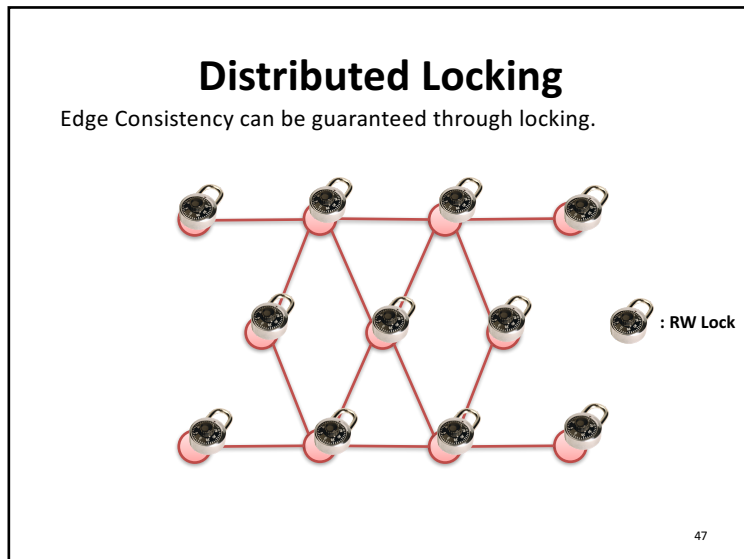 Distributed Locking
Edge Consistency can be guaranteed through locking.
: RW Lock
47